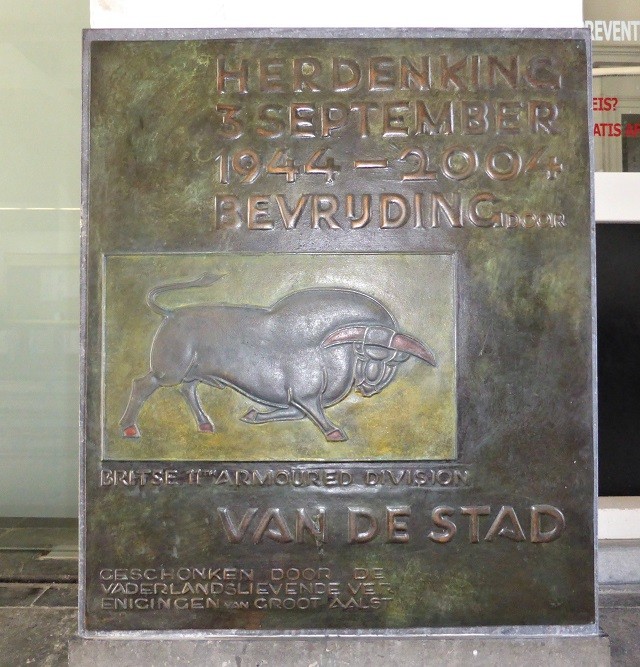 HERDENKING
3 SEPTEMBER
1944-2004
BEVRIJDING DOOR
BRITSE 11TH ARMOURED DIVISION
VAN DE STAD
GESCHONKEN DOOR DE
VADERLANDSLIEVENDE VER
ENIGINGEN VAN GROOT AALST
EIS?